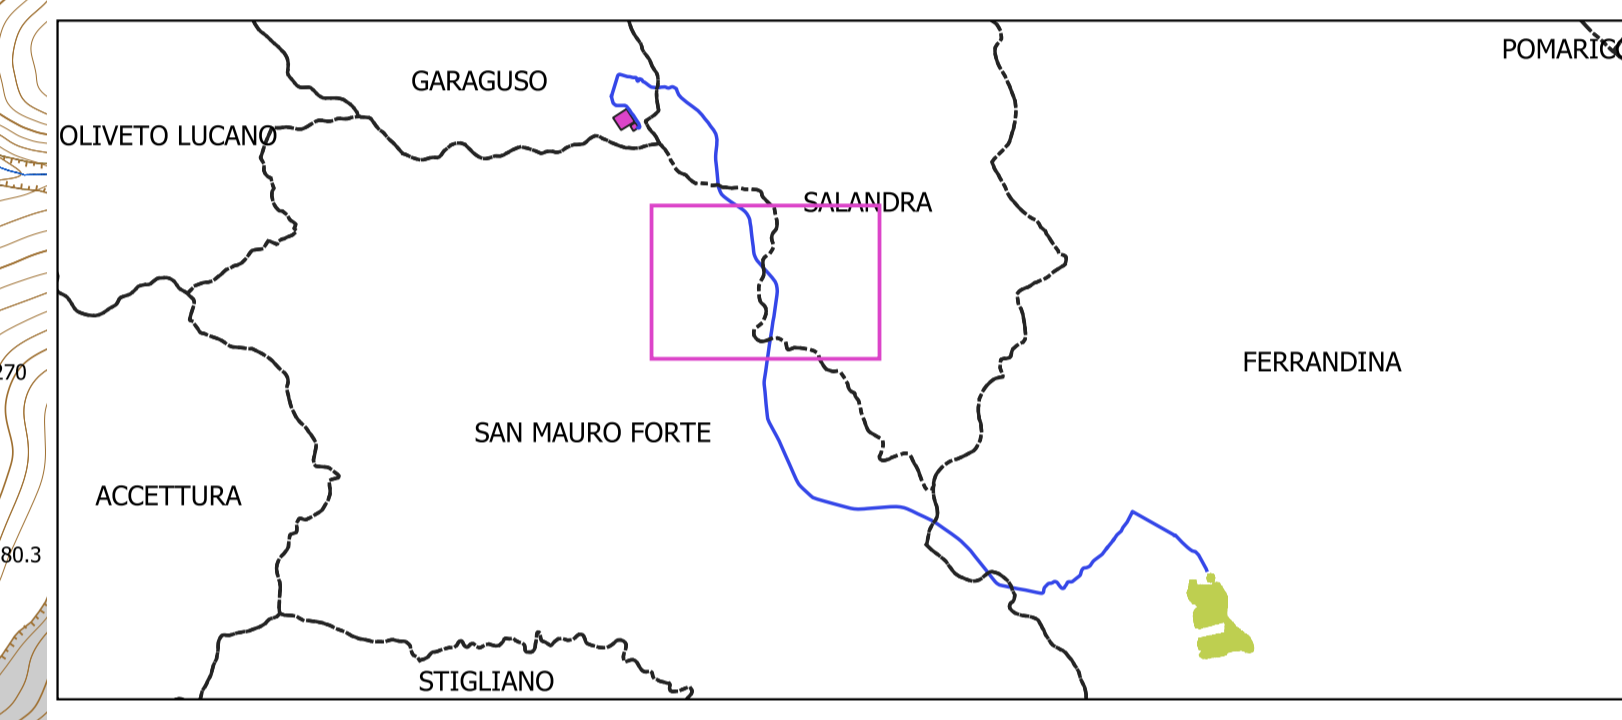 POMARICO
GARAGUSO
OLIVETO LUCANO
SALANDRA
FERRANDINA
270
SAN MAURO FORTE
ACCETTURA
80.3
STIGLIANO